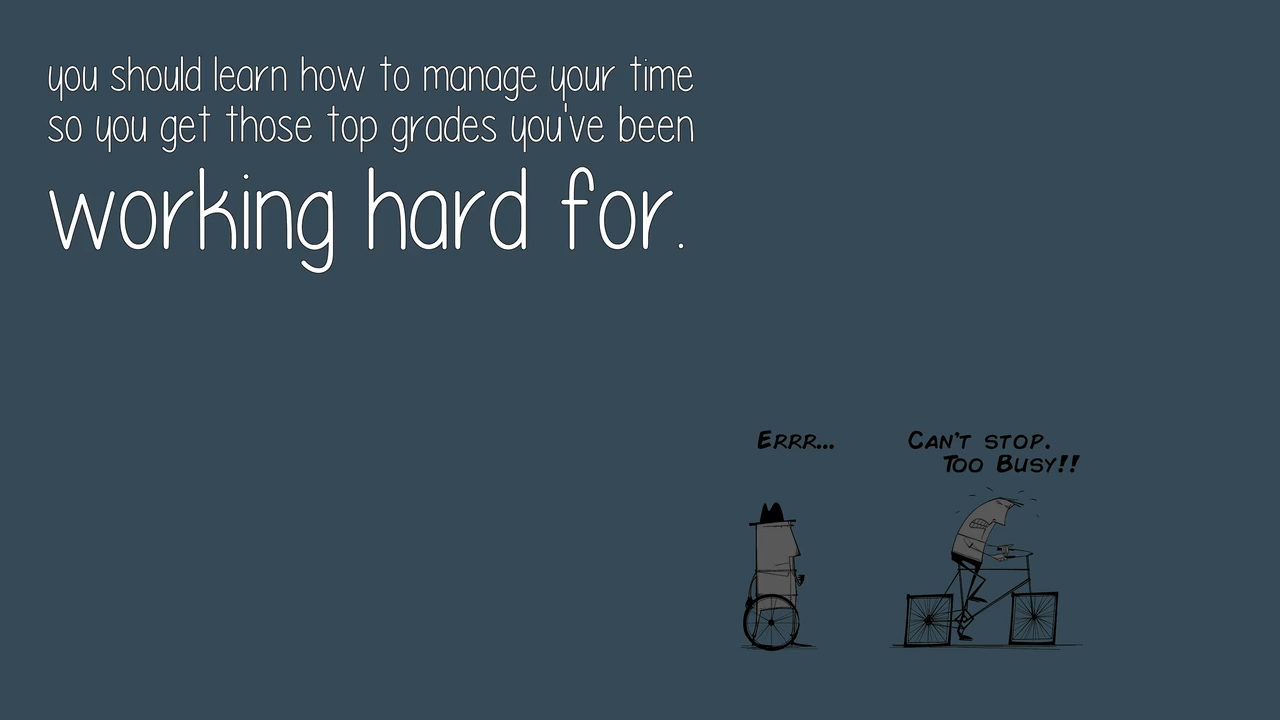 you should learn how to manage your time
so you get those top grades you've been
working hard for.
ERRR...
CAN'T STOP.
TOO BUSY!!